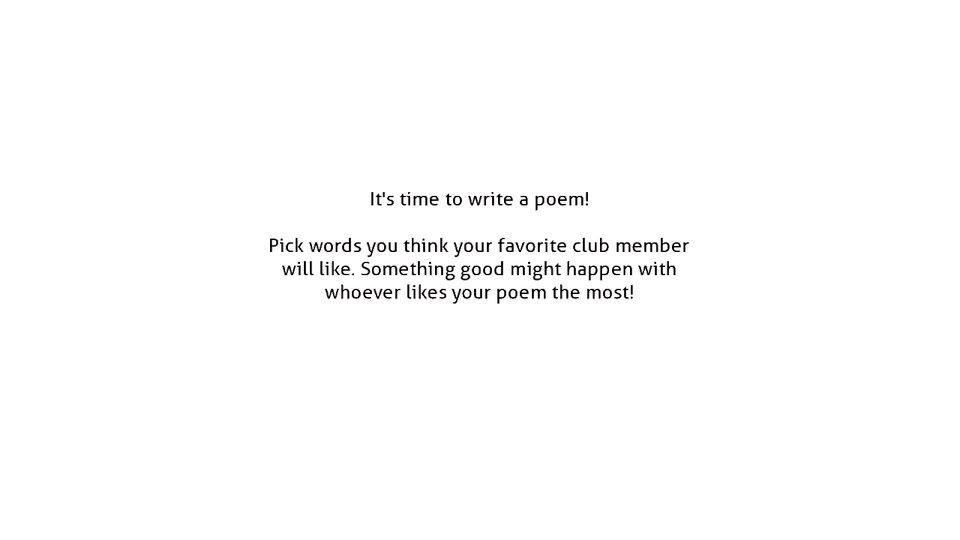 It's time to write a poem!
Pick words you think your favorite club member
will like. Something good might happen with
whoever likes your poem the most!